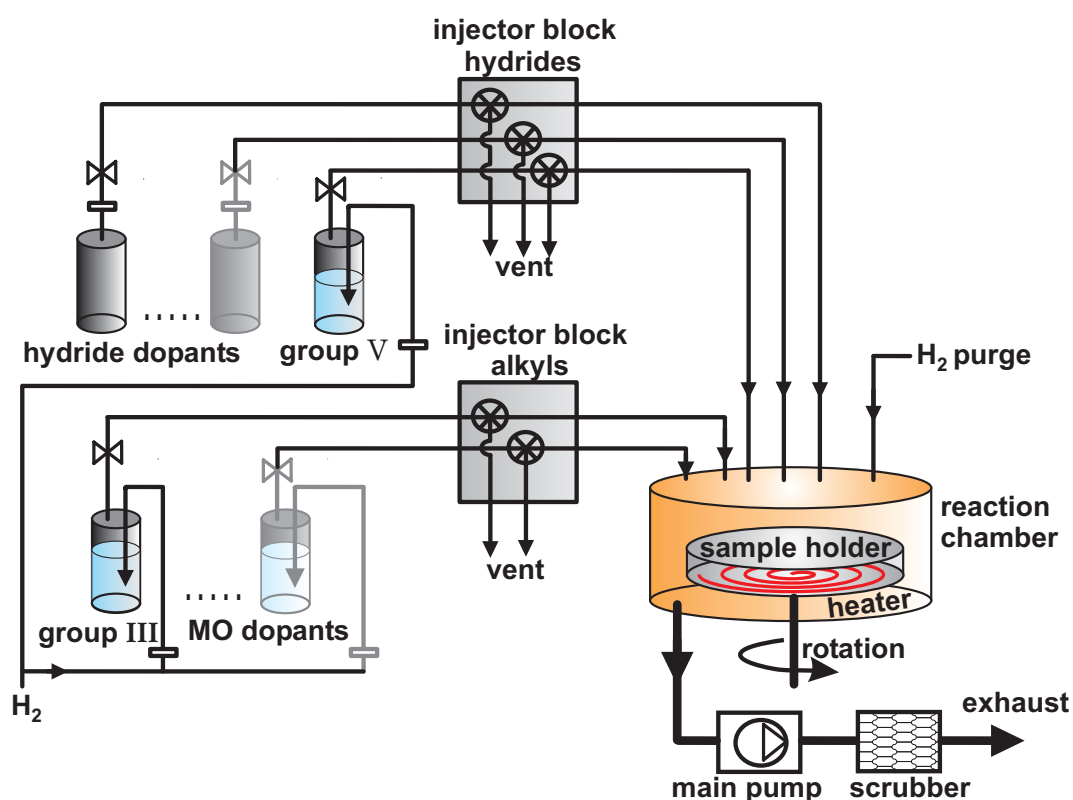 injector block
hydrides
vent
hydride dopants
group V
injector block
alkyls
H₂ purge
reaction
chamber
sample holder
heater
vent
group III
MO dopants
rotation
H₂
exhaust
main pump
scrubber